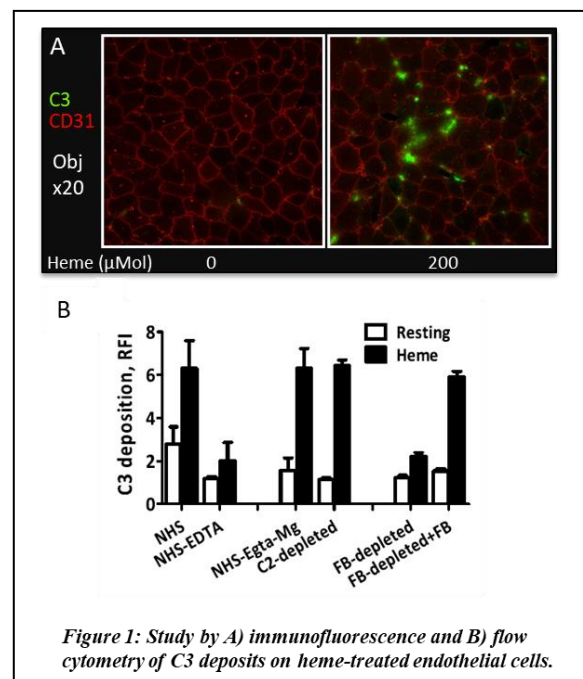 A
C3
CD31
Obj
x20
Heme (μMol) 0 200
B
C3 deposition, RFI
8
6
4
2
0
Resting
Heme
NHS
NHS-EDTA
NHS-Egta-Mg
C2-depleted
FB-depleted
FB-depleted+FB
Figure 1: Study by A) immunofluorescence and B) flow
cytometry of C3 deposits on heme-treated endothelial cells.